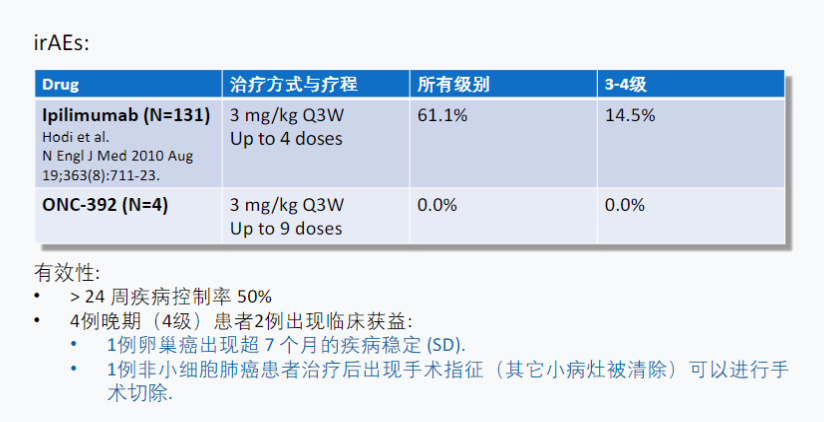 irAEs:
Drug 治疗方式与疗程 所有级别 3-4级
Ipilimumab (N=131) 3 mg/kg Q3W 61.1% 14.5%
Hodi et al. Up to 4 doses
N Engl J Med 2010 Aug
19;363(8):711-23.
ONC-392 (N=4) 3 mg/kg Q3W 0.0% 0.0%
Up to 9 doses
有效性:
• > 24 周疾病控制率 50%
• 4例晚期（4级）患者2例出现临床获益:
• 1例卵巢癌出现超 7 个月的疾病稳定 (SD).
• 1例非小细胞肺癌患者治疗后出现手术指征（其它小病灶被清除）可以进行手
术切除.